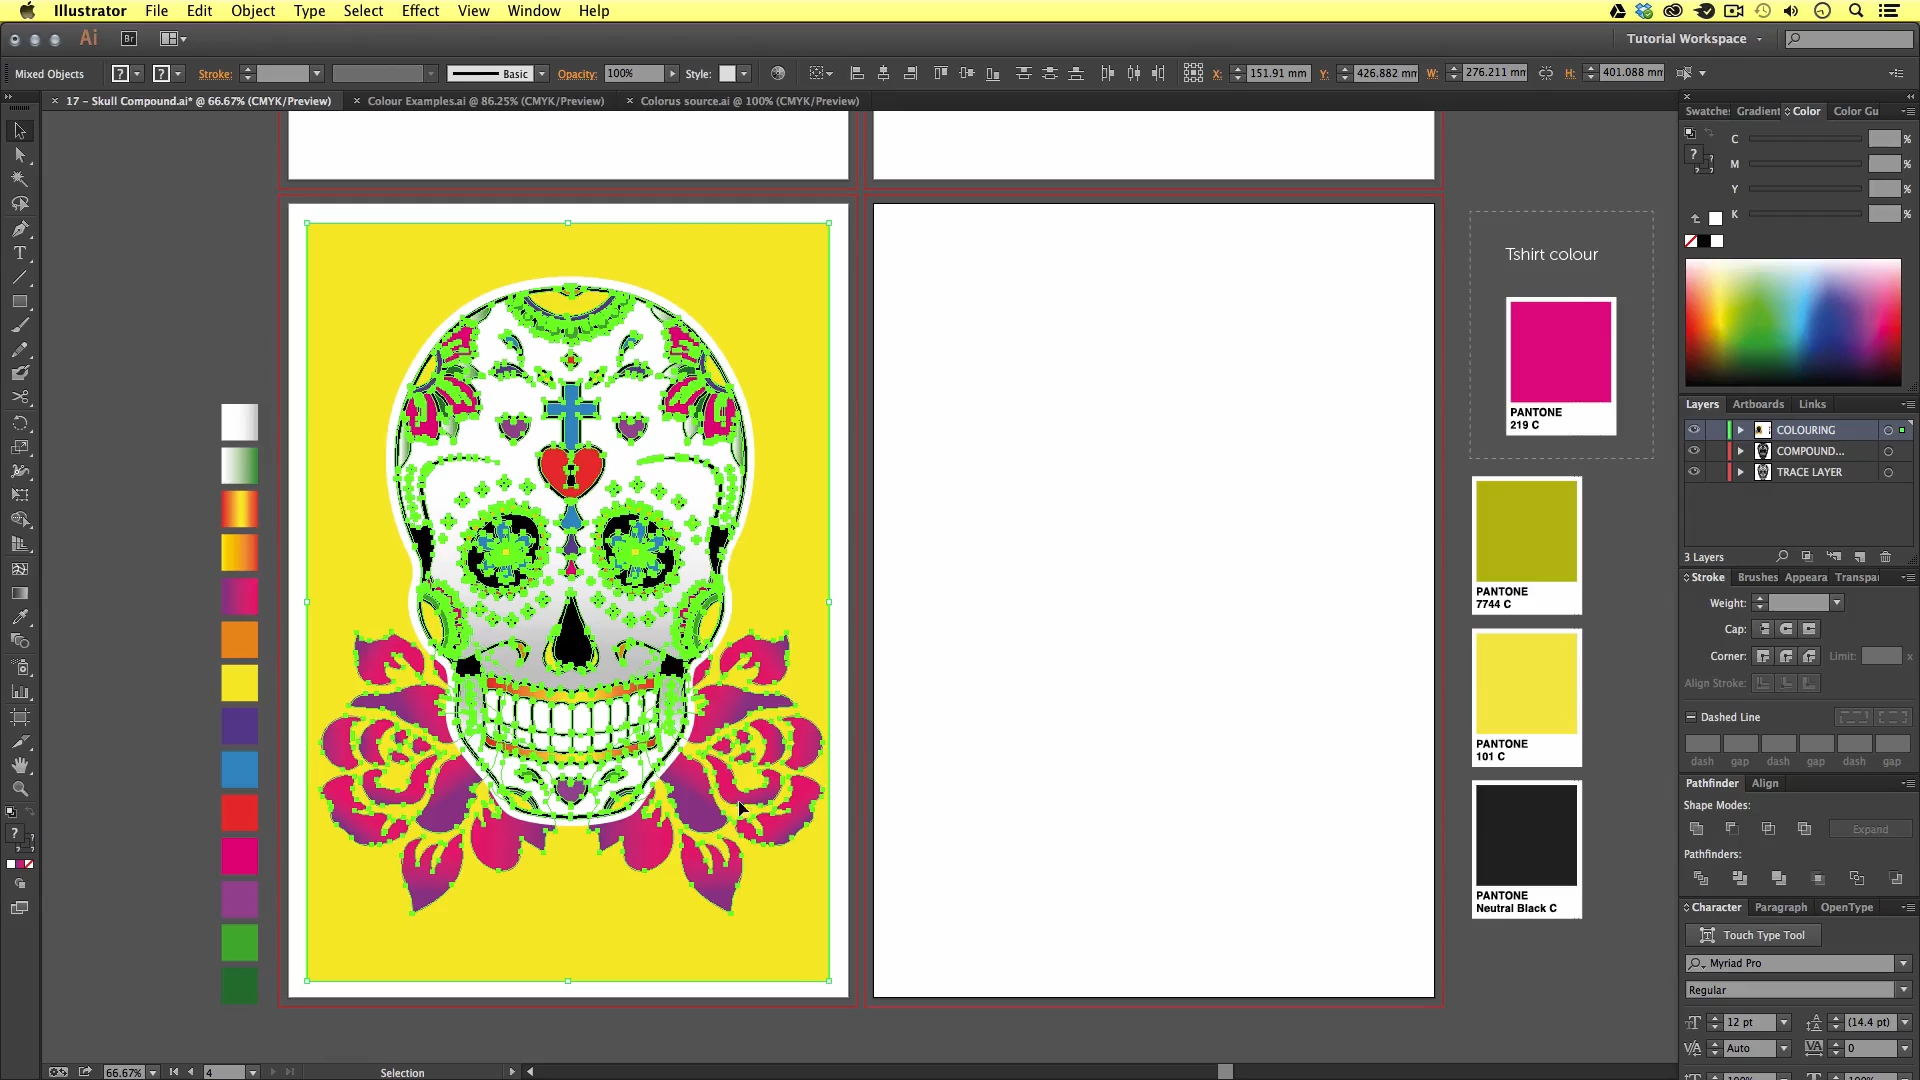 Illustrator File Edit Object Type Select Effect View Window Help
Ai Br Tutorial Workspace
Mixed Objects ? ? Stroke: Basic Opacity: 100% Style: X: 151.91 mm Y: 426.882 mm W: 276.211 mm H: 401.088 mm
17 – Skull Compound.ai* @ 66.67% (CMYK/Preview) Colour Examples.ai @ 86.25% (CMYK/Preview) Colorus source.ai @ 100% (CMYK/Preview)
Swatches Gradient Color Color Gu
C %
M %
Y %
K %
Tshirt colour
PANTONE
219 C
PANTONE
7744 C
PANTONE
101 C
PANTONE
Neutral Black C
Layers Artboards Links
COLOURING
COMPOUND...
TRACE LAYER
3 Layers
Stroke Brushes Appeara Transpa
Weight:
Cap:
Corner: Limit: x
Align Stroke:
Dashed Line
dash gap dash gap dash gap
Pathfinder Align
Shape Modes:
Expand
Pathfinders:
Character Paragraph OpenType
Touch Type Tool
Myriad Pro
Regular
12 pt (14.4 pt)
Auto 0
66.67% 4 Selection